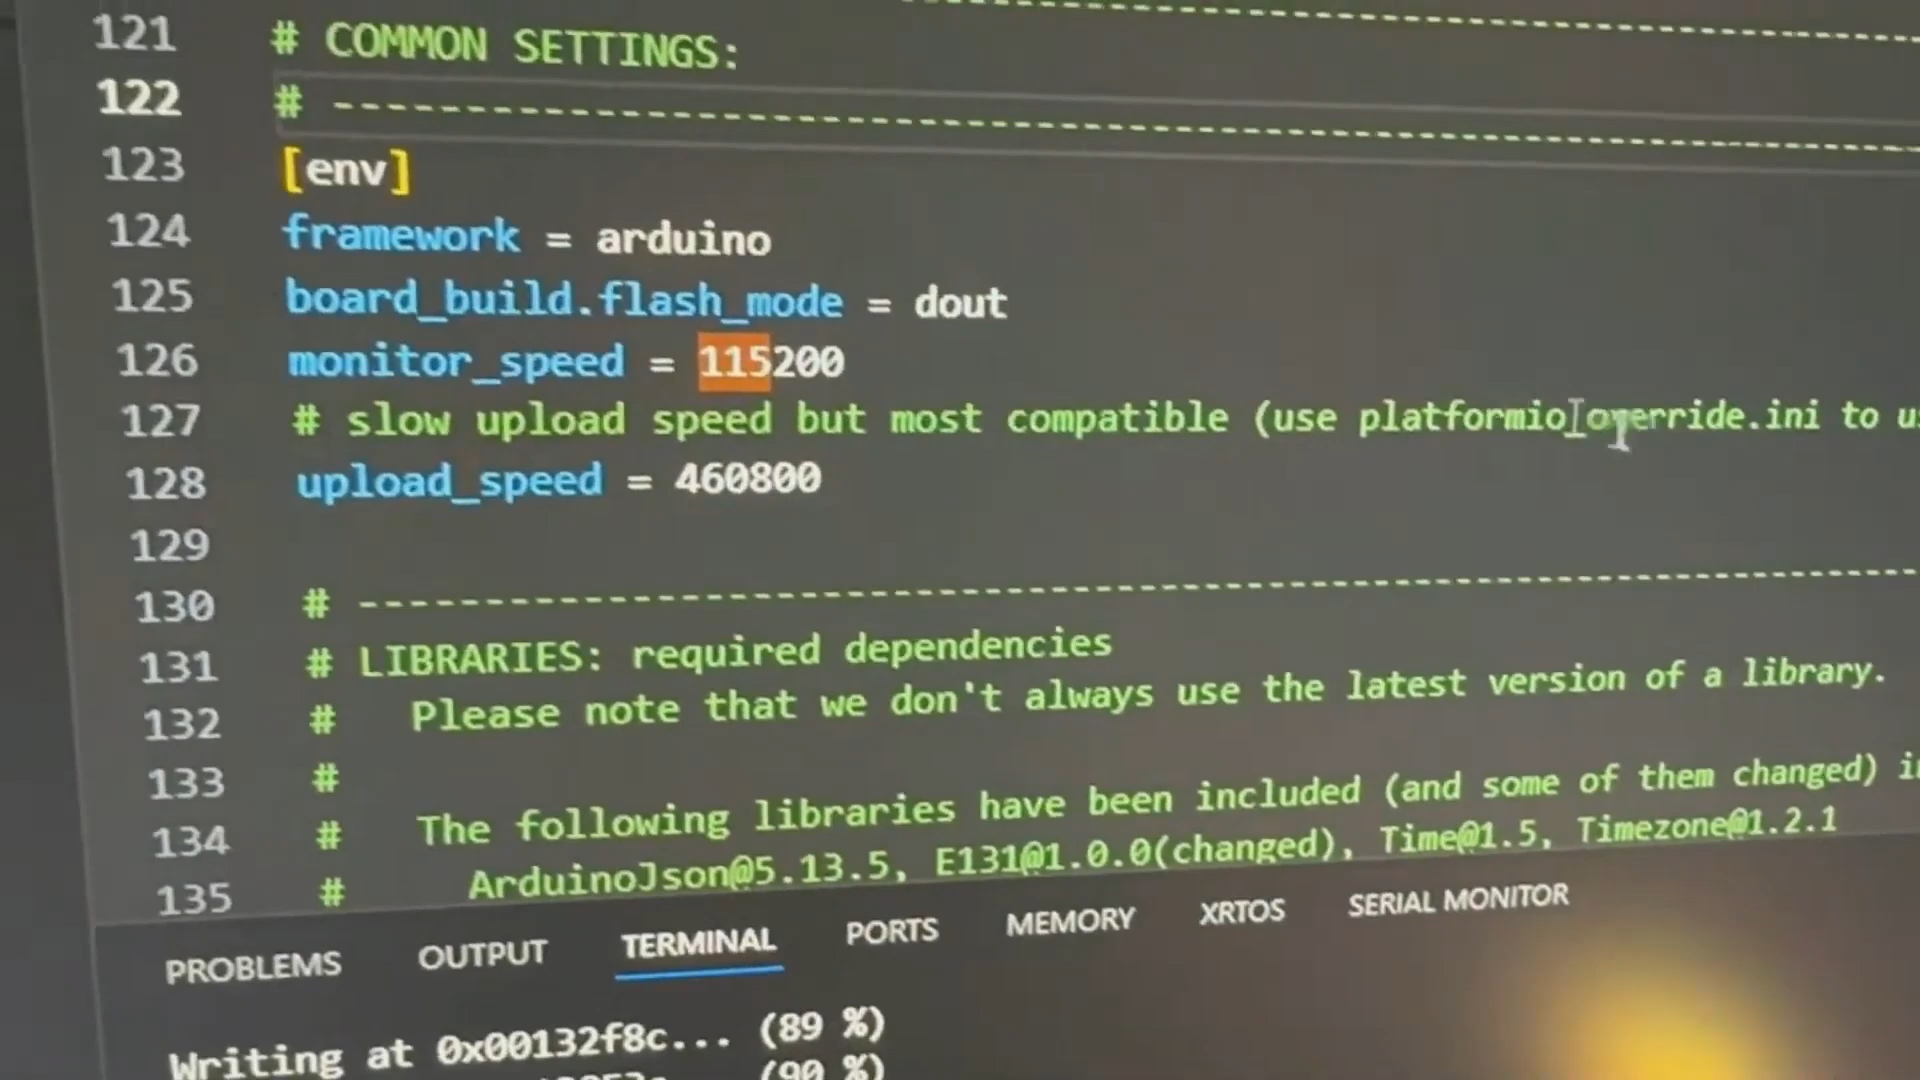 121 # COMMON SETTINGS:
122 # ------------------------------------------------------------
123 [env]
124 framework = arduino
125 board_build.flash_mode = dout
126 monitor_speed = 115200
127 # slow upload speed but most compatible (use platformio_override.ini to
128 upload_speed = 460800
129
130 # ------------------------------------------------------------
131 # LIBRARIES: required dependencies
132 # Please note that we don't always use the latest version of a library.
133 #
134 # The following libraries have been included (and some of them changed)
135 # ArduinoJson@5.13.5, E131@1.0.0(changed), Time@1.5, Timezone@1.2.1
PROBLEMS OUTPUT TERMINAL PORTS MEMORY XRTOS SERIAL MONITOR
Writing at 0x00132f8c... (89 %)
(90 %)